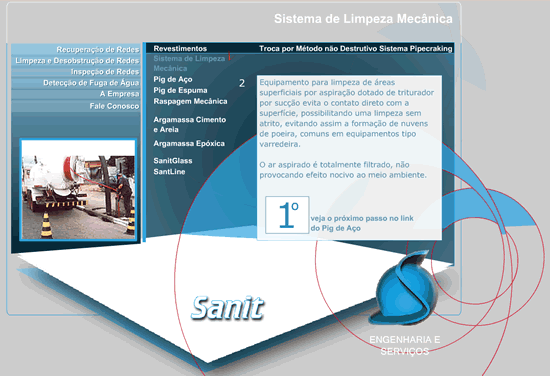 Sistema de Limpeza Mecânica
Recuperação de Redes
Limpeza e Desobstrução de Redes
Inspeção de Redes
Detecção de Fuga de Água
A Empresa
Fale Conosco
Revestimentos
Sistema de Limpeza
Mecânica
Pig de Aço
Pig de Espuma
Raspagem Mecânica
Argamassa Cimento
e Areia
Argamassa Epóxica
SanitGlass
SantLine
Troca por Método não Destrutivo Sistema Pipecraking
2
Equipamento para limpeza de áreas
superficiais por aspiração dotado de triturador
por sucção evita o contato direto com a
superfície, possibilitando uma limpeza sem
atrito, evitando assim a formação de nuvens
de poeira, comuns em equipamentos tipo
varredeira.
O ar aspirado é totalmente filtrado, não
provocando efeito nocivo ao meio ambiente.
1º
veja o próximo passo no link
do Pig de Aço
Sanit
ENGENHARIA E
SERVIÇOS